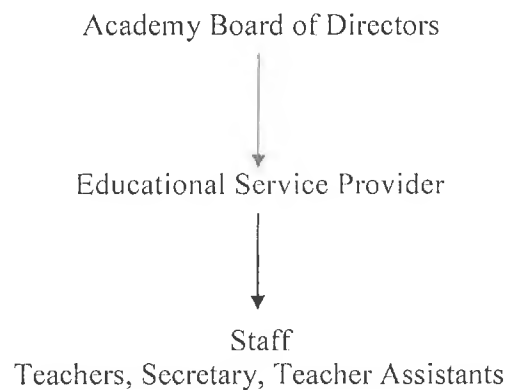 Academy Board of Directors
Educational Service Provider
Staff
Teachers, Secretary, Teacher Assistants